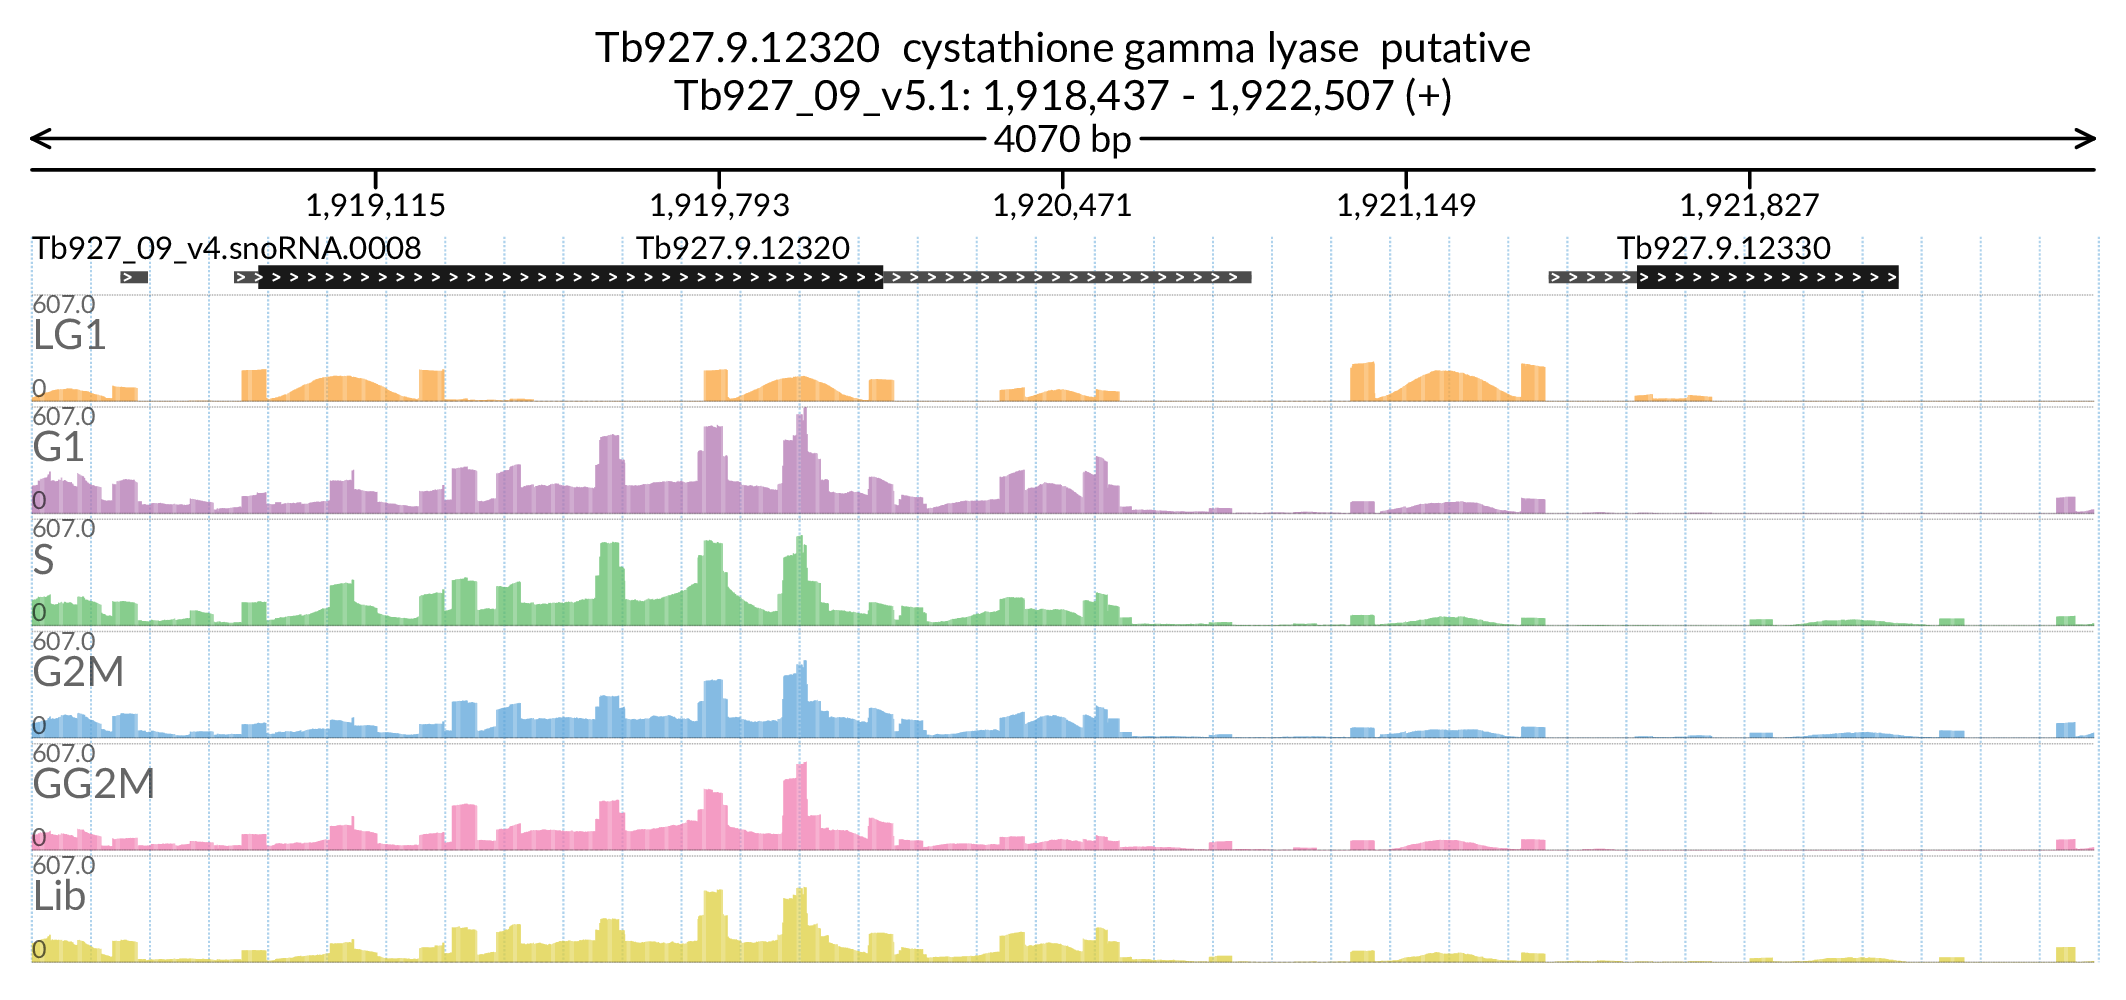 Tb927.9.12320  cystathione gamma lyase  putative
Tb927_09_v5.1: 1,918,437 - 1,922,507 (+)
4070 bp
1,919,115 1,919,793 1,920,471 1,921,149 1,921,827
Tb927_09_v4.snoRNA.0008 Tb927.9.12320 Tb927.9.12330
607.0
LG1
0
607.0
G1
0
607.0
S
0
607.0
G2M
0
607.0
GG2M
0
607.0
Lib
0